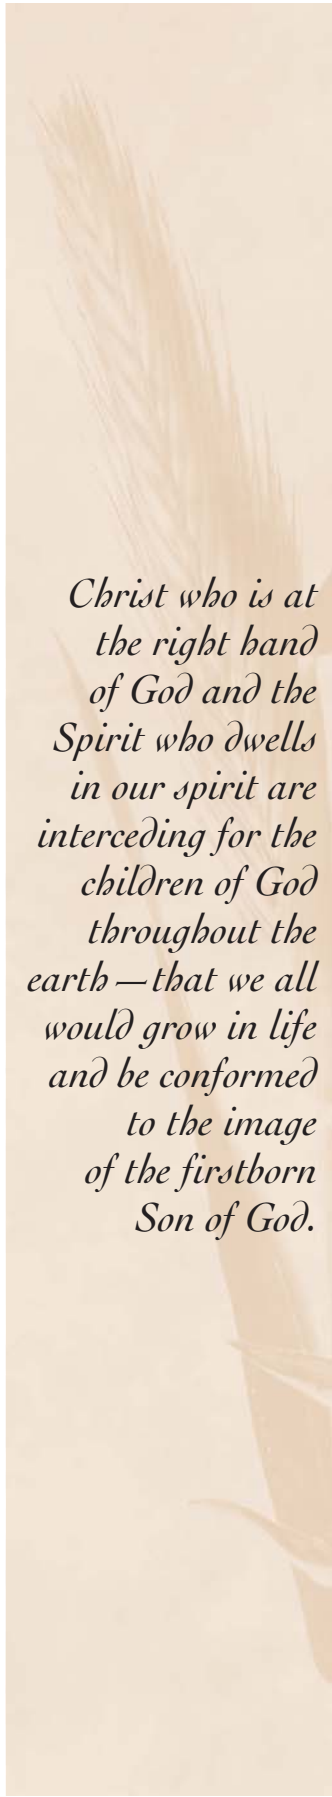 Christ who is at
the right hand
of God and the
Spirit who dwells
in our spirit are
interceding for the
children of God
throughout the
earth—that we all
would grow in life
and be conformed
to the image
of the firstborn
Son of God.